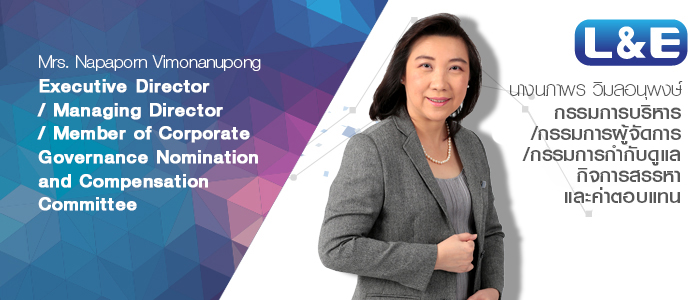 Mrs. Napaporn Vimonanupong
Executive Director
/ Managing Director
/ Member of Corporate
Governance Nomination
and Compensation
Committee
L&E
นางนภาพร วิมลอนุพงษ์
กรรมการบริหาร
/กรรมการผู้จัดการ
/กรรมการกำกับดูแล
กิจการสรรหา
และค่าตอบแทน